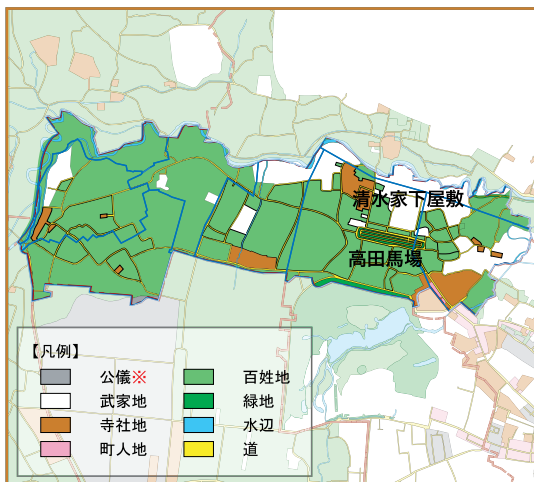 清水家下屋敷
高田馬場
【凡例】
公儀※
百姓地
武家地
緑地
寺社地
水辺
町人地
道